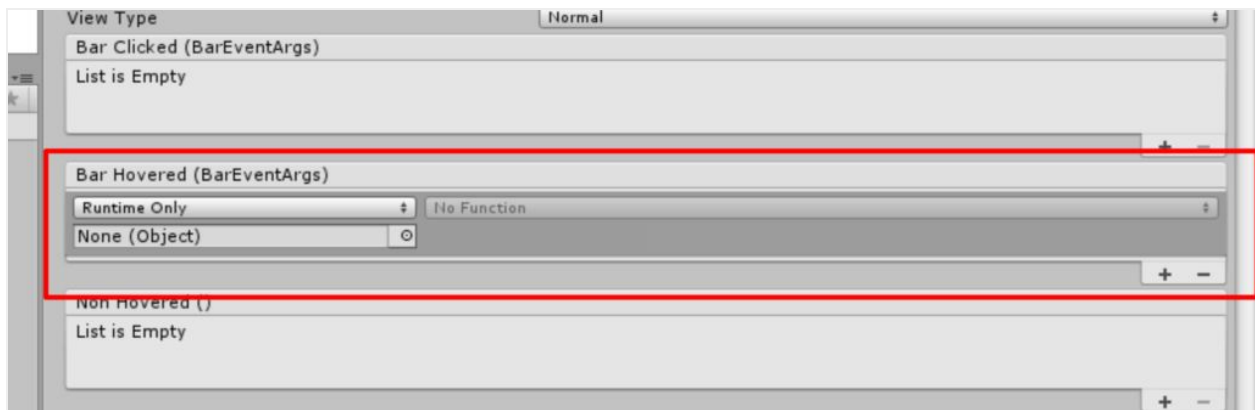 View Type Normal
Bar Clicked (BarEventArgs)
List is Empty
+ −
Bar Hovered (BarEventArgs)
Runtime Only No Function
None (Object)
+ −
Non Hovered ()
List is Empty
+ −